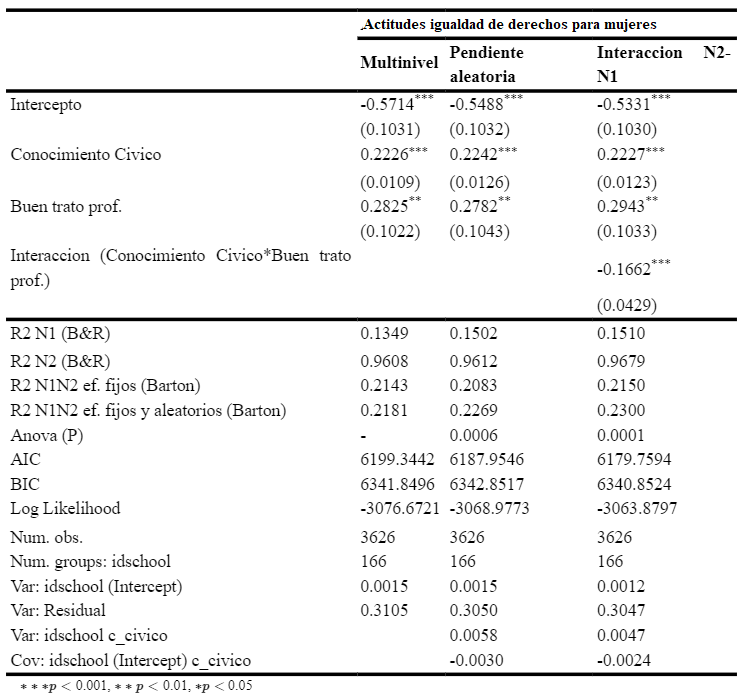 Actitudes igualdad de derechos para mujeres
Multinivel Pendiente aleatoria Interaccion N2-N1
Intercepto -0.5714*** -0.5488*** -0.5331***
(0.1031) (0.1032) (0.1030)
Conocimiento Civico 0.2226*** 0.2242*** 0.2227***
(0.0109) (0.0126) (0.0123)
Buen trato prof. 0.2825** 0.2782** 0.2943**
(0.1022) (0.1043) (0.1033)
Interaccion (Conocimiento Civico*Buen trato
prof.) -0.1662***
(0.0429)
R2 N1 (B&R) 0.1349 0.1502 0.1510
R2 N2 (B&R) 0.9608 0.9612 0.9679
R2 N1N2 ef. fijos (Barton) 0.2143 0.2083 0.2150
R2 N1N2 ef. fijos y aleatorios (Barton) 0.2181 0.2269 0.2300
Anova (P) - 0.0006 0.0001
AIC 6199.3442 6187.9546 6179.7594
BIC 6341.8496 6342.8517 6340.8524
Log Likelihood -3076.6721 -3068.9773 -3063.8797
Num. obs. 3626 3626 3626
Num. groups: idschool 166 166 166
Var: idschool (Intercept) 0.0015 0.0015 0.0012
Var: Residual 0.3105 0.3050 0.3047
Var: idschool c_civico 0.0058 0.0047
Cov: idschool (Intercept) c_civico -0.0030 -0.0024
***p < 0.001, **p < 0.01, *p < 0.05